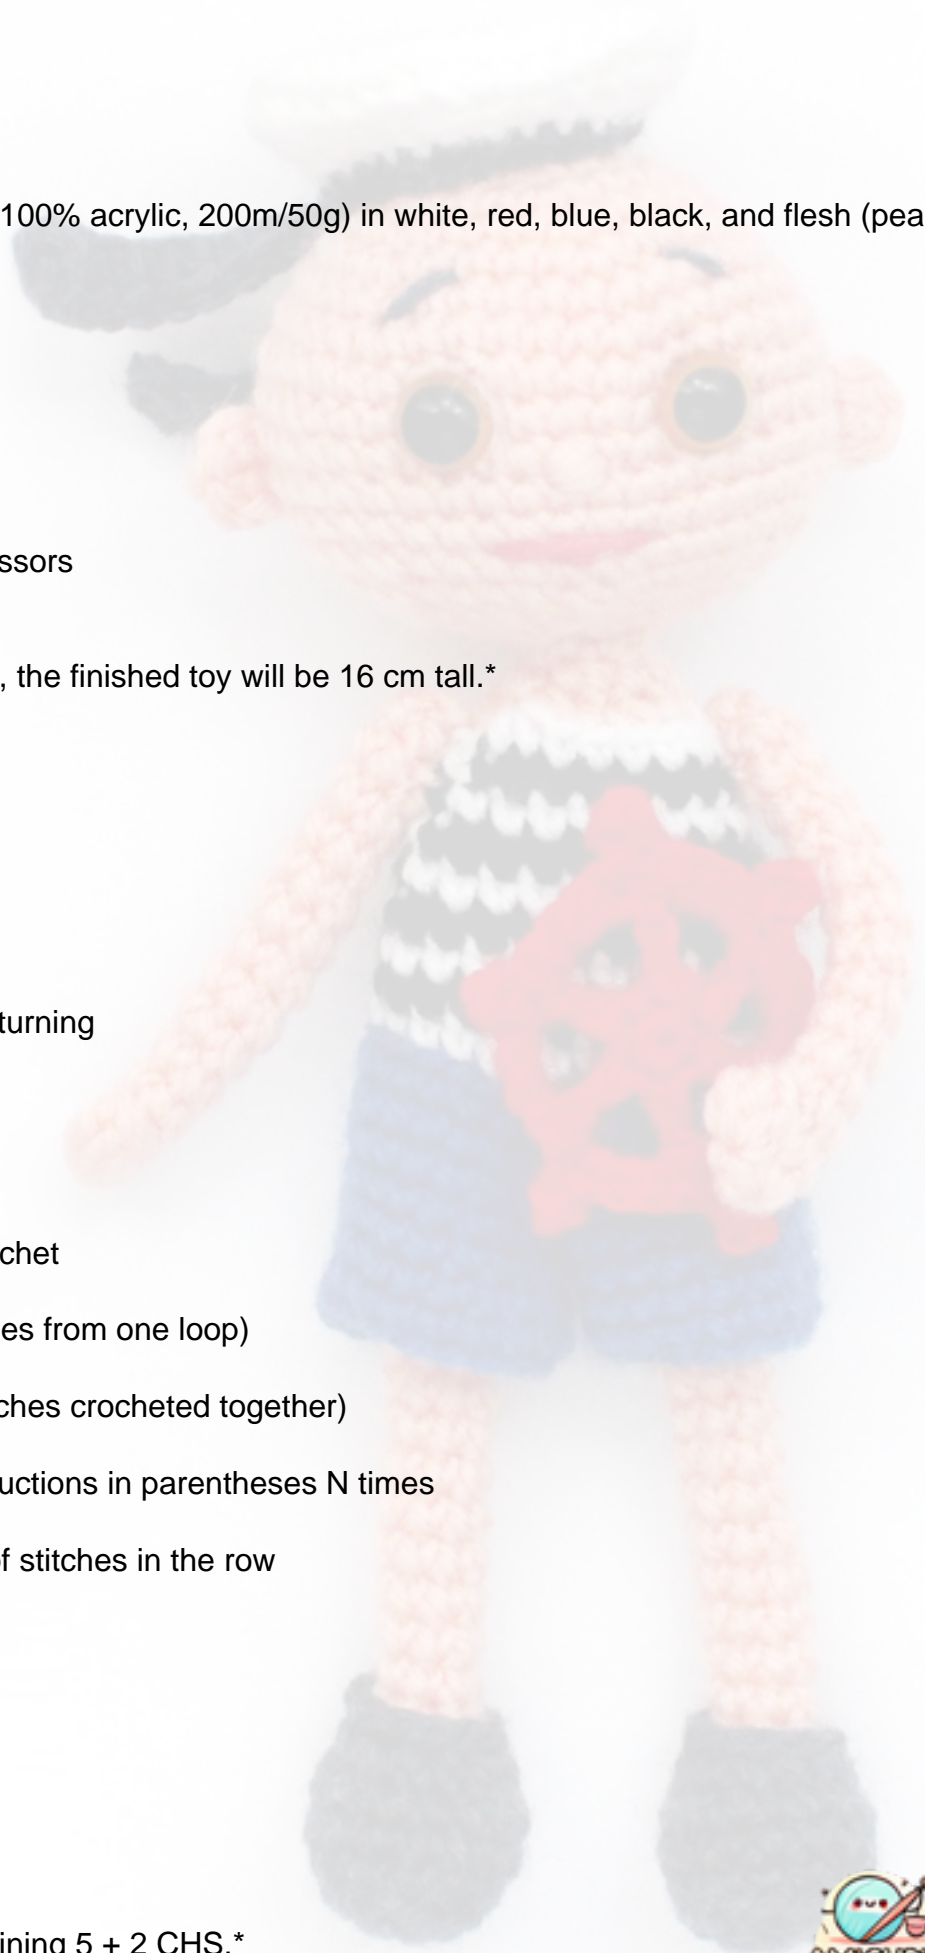 100% acrylic, 200m/50g) in white, red, blue, black, and flesh (pea
ssors
, the finished toy will be 16 cm tall.*
turning
chet
es from one loop)
ches crocheted together)
uctions in parentheses N times
f stitches in the row
ining 5 + 2 CHS.*